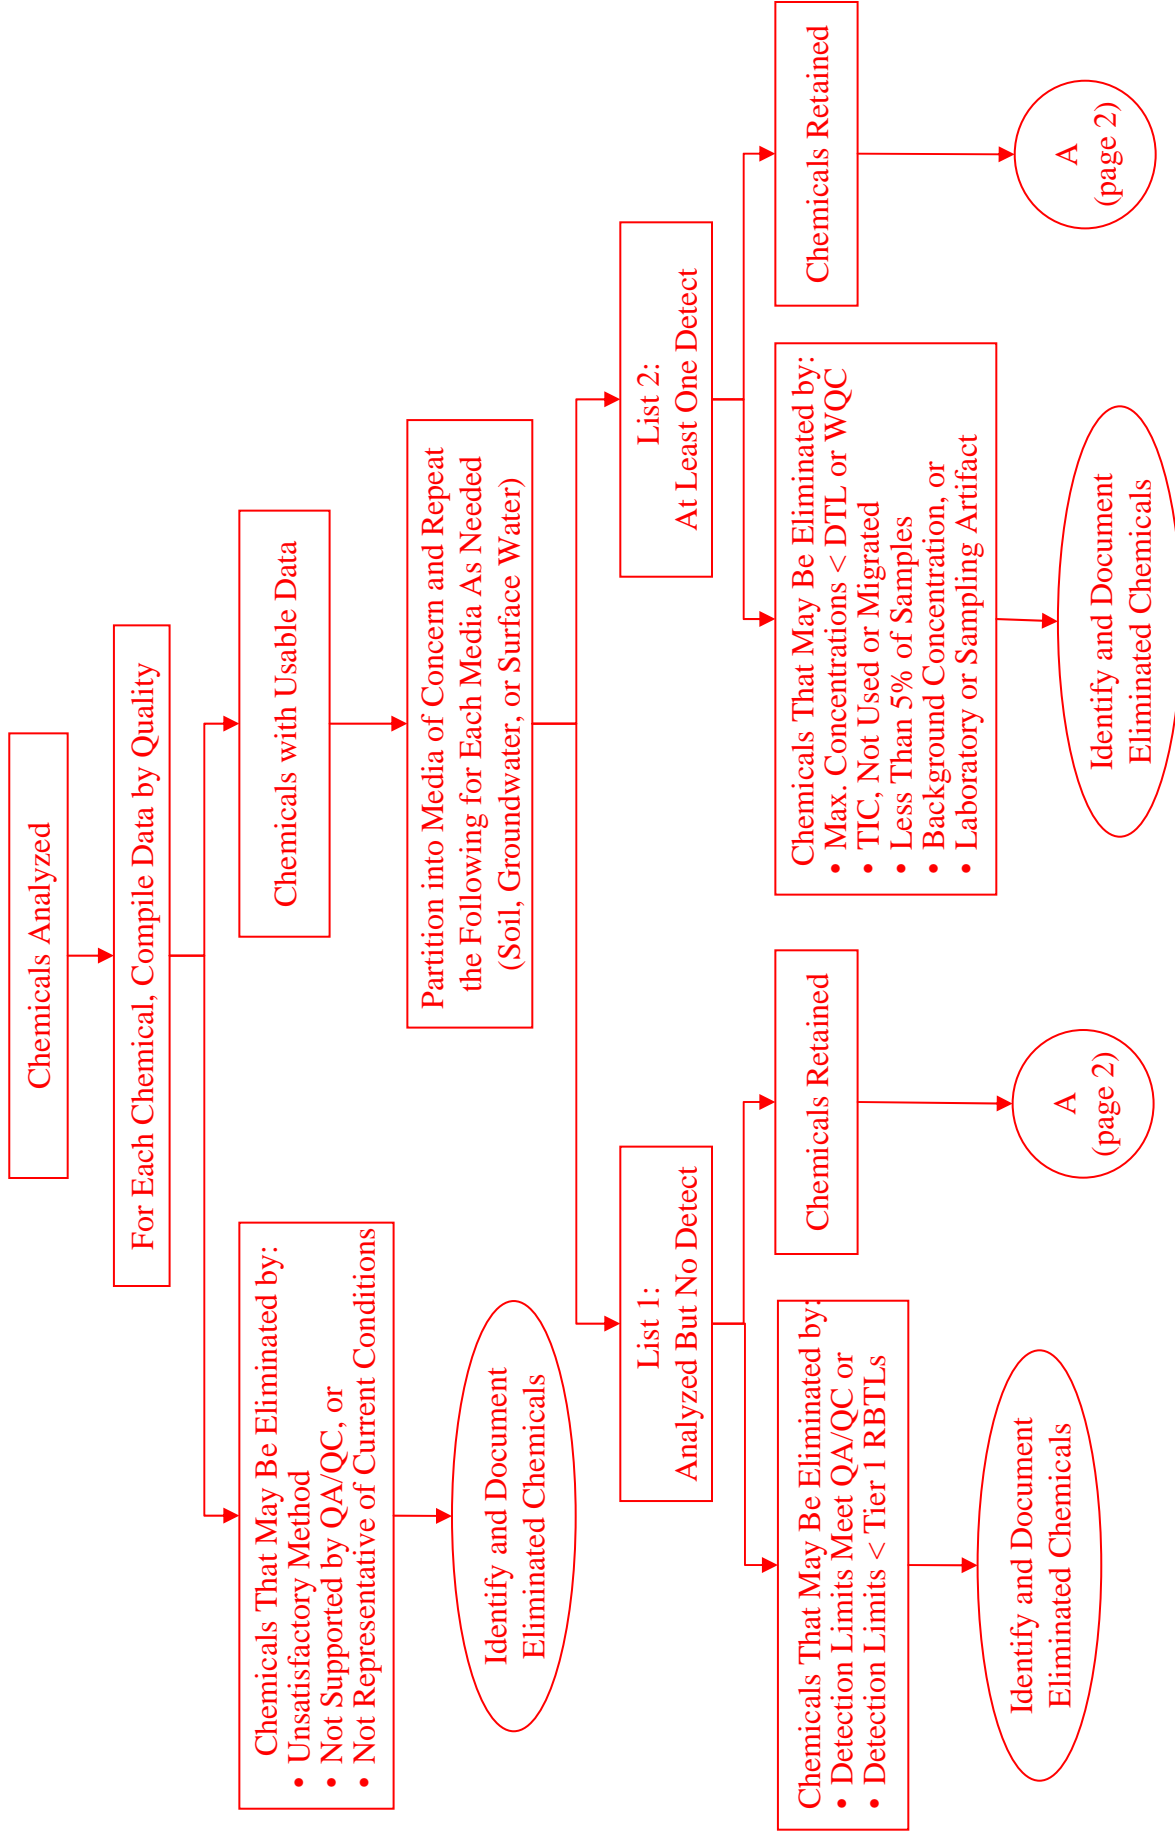 Chemicals Analyzed
For Each Chemical, Compile Data by Quality
Chemicals That May Be Eliminated by:
• Unsatisfactory Method
• Not Supported by QA/QC, or
• Not Representative of Current Conditions
Identify and Document
Eliminated Chemicals
Chemicals with Usable Data
Partition into Media of Concern and Repeat
the Following for Each Media As Needed
(Soil, Groundwater, or Surface Water)
List 1:
Analyzed But No Detect
Chemicals That May Be Eliminated by:
• Detection Limits Meet QA/QC or
• Detection Limits < Tier 1 RBTLs
Identify and Document
Eliminated Chemicals
Chemicals Retained
A
(page 2)
List 2:
At Least One Detect
Chemicals That May Be Eliminated by:
• Max. Concentrations < DTL or WQC
• TIC, Not Used or Migrated
• Less Than 5% of Samples
• Background Concentration, or
• Laboratory or Sampling Artifact
Identify and Document
Eliminated Chemicals
Chemicals Retained
A
(page 2)